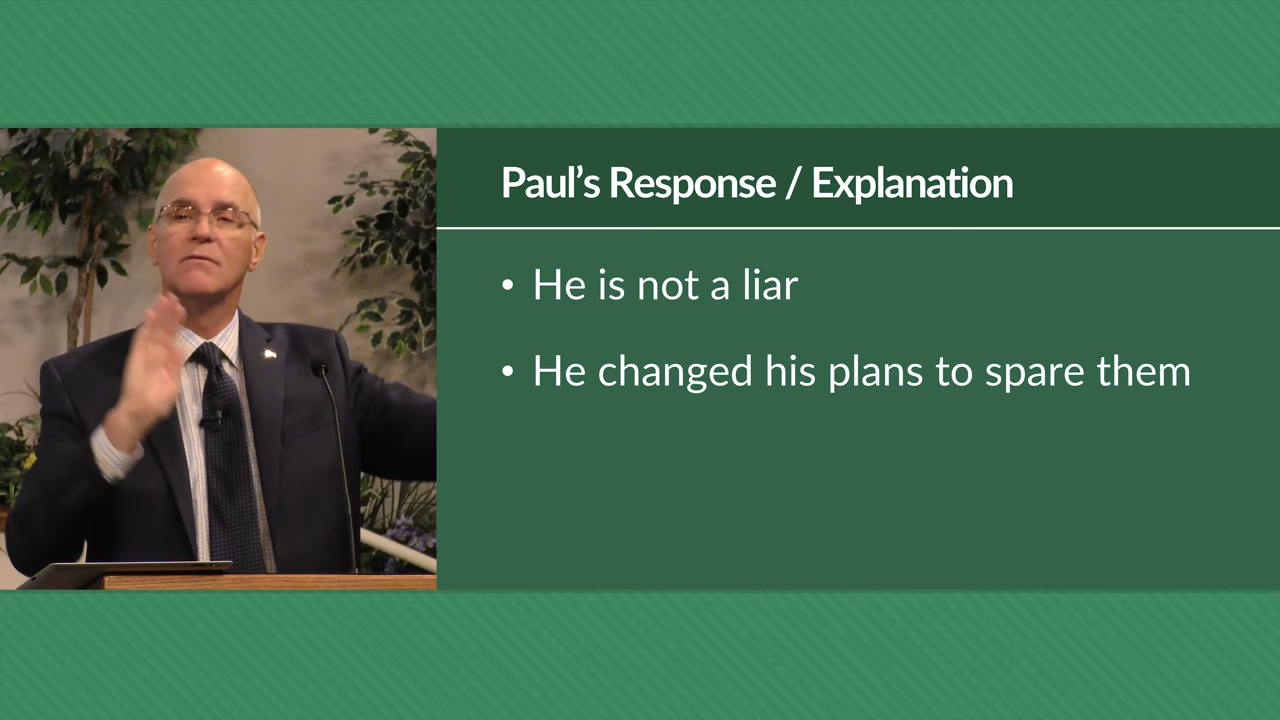 Paul’s Response / Explanation
• He is not a liar
• He changed his plans to spare them